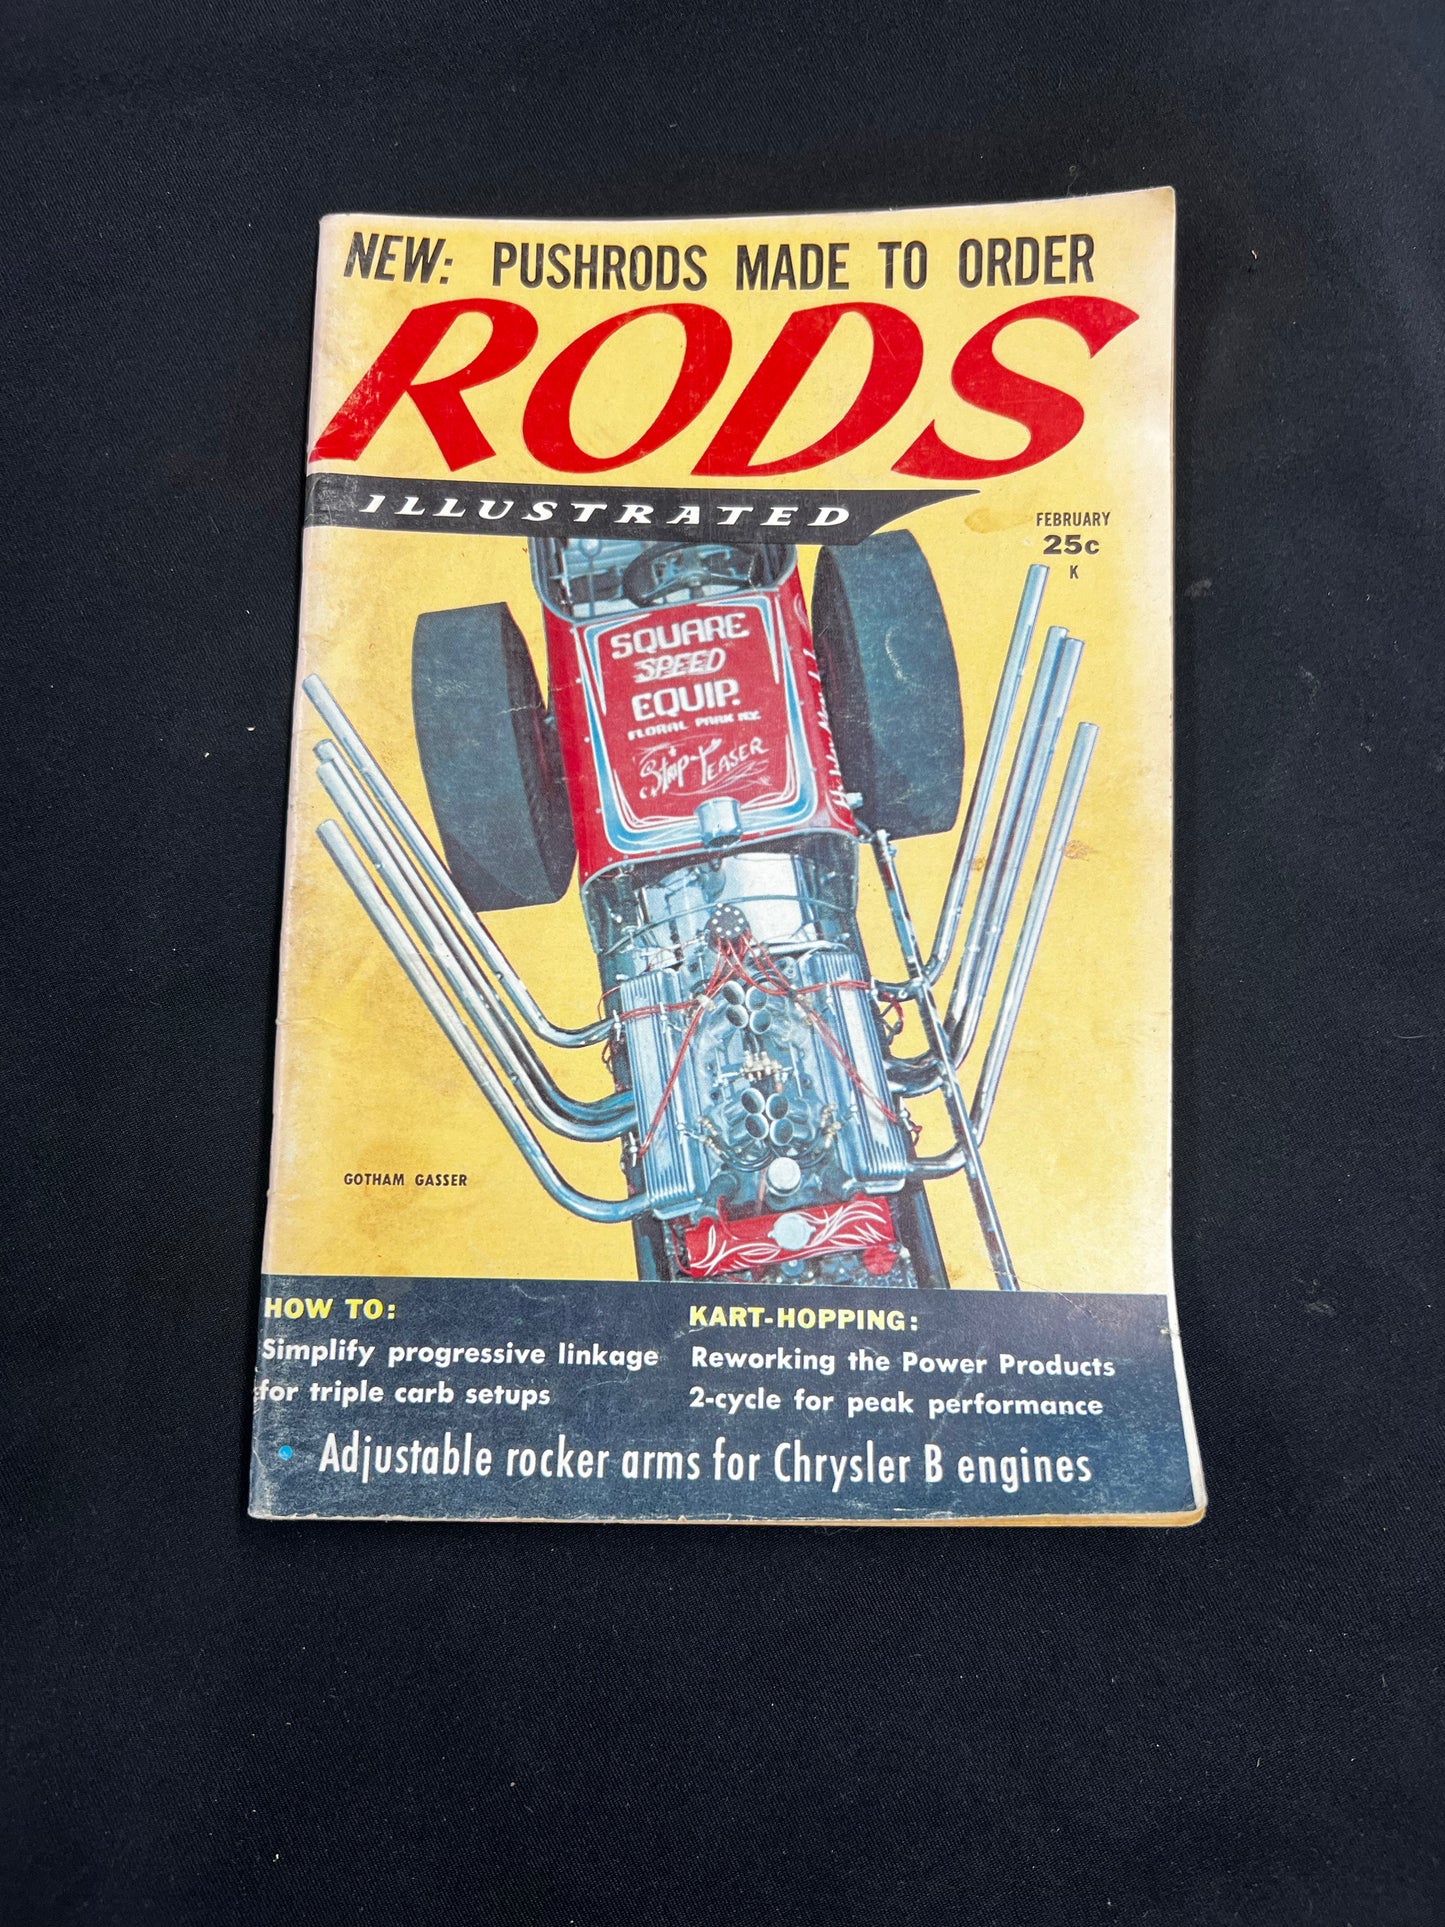 NEW: PUSHRODS MADE TO ORDER
RODS
ILLUSTRATED
FEBRUARY
25c
K
SQUARE
SPEED
EQUIP.
FLORAL PARK N.Y.
Strip-Teaser
GOTHAM GASSER
HOW TO:
Simplify progressive linkage
for triple carb setups
KART-HOPPING:
Reworking the Power Products
2-cycle for peak performance
Adjustable rocker arms for Chrysler B engines